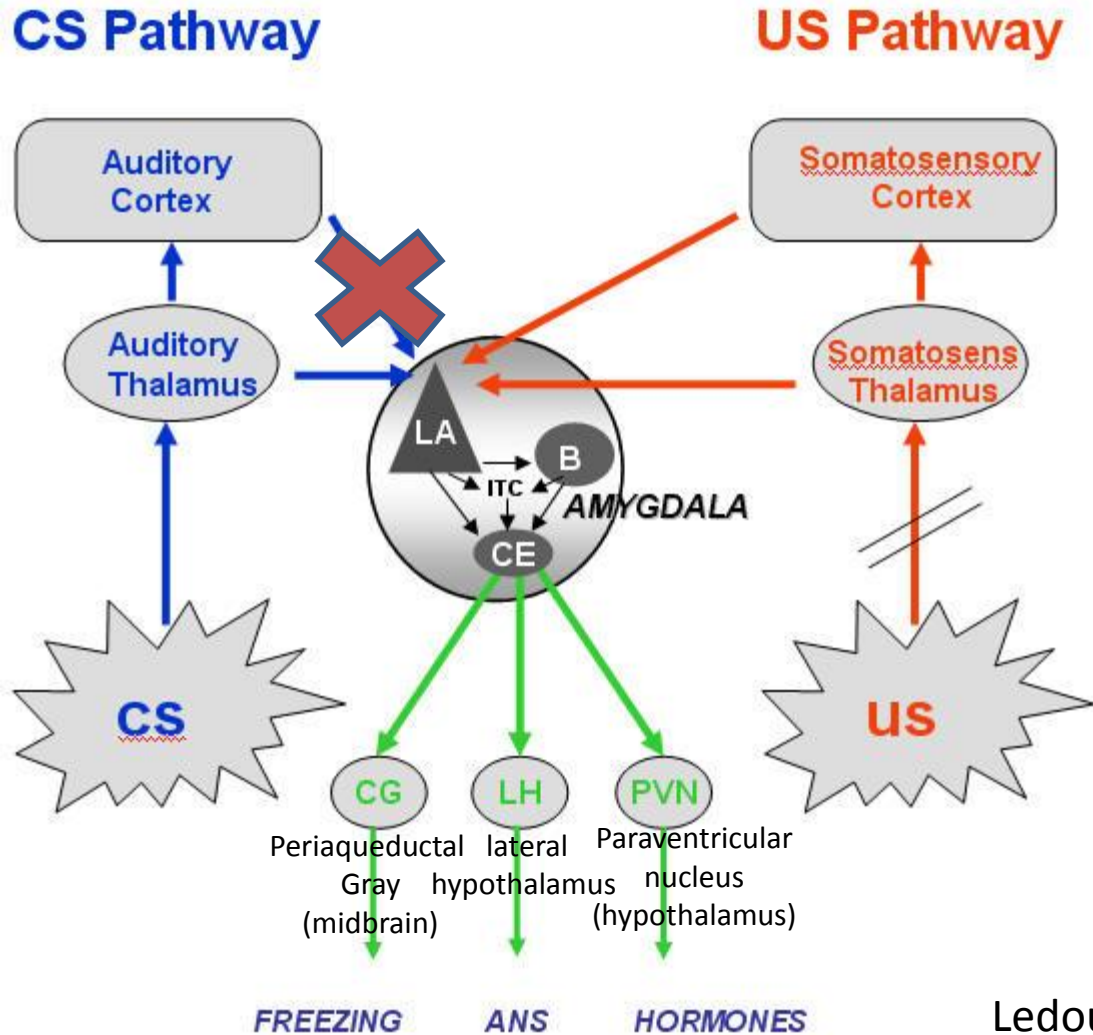 CS Pathway
US Pathway
Auditory
Cortex
Somatosensory
Cortex
Auditory
Thalamus
Somatosens
Thalamus
LA
B
ITC
AMYGDALA
CE
CS
US
CG
LH
PVN
Periaqueductal
Gray
(midbrain)
lateral
hypothalamus
Paraventricular
nucleus
(hypothalamus)
FREEZING
ANS
HORMONES
Ledou